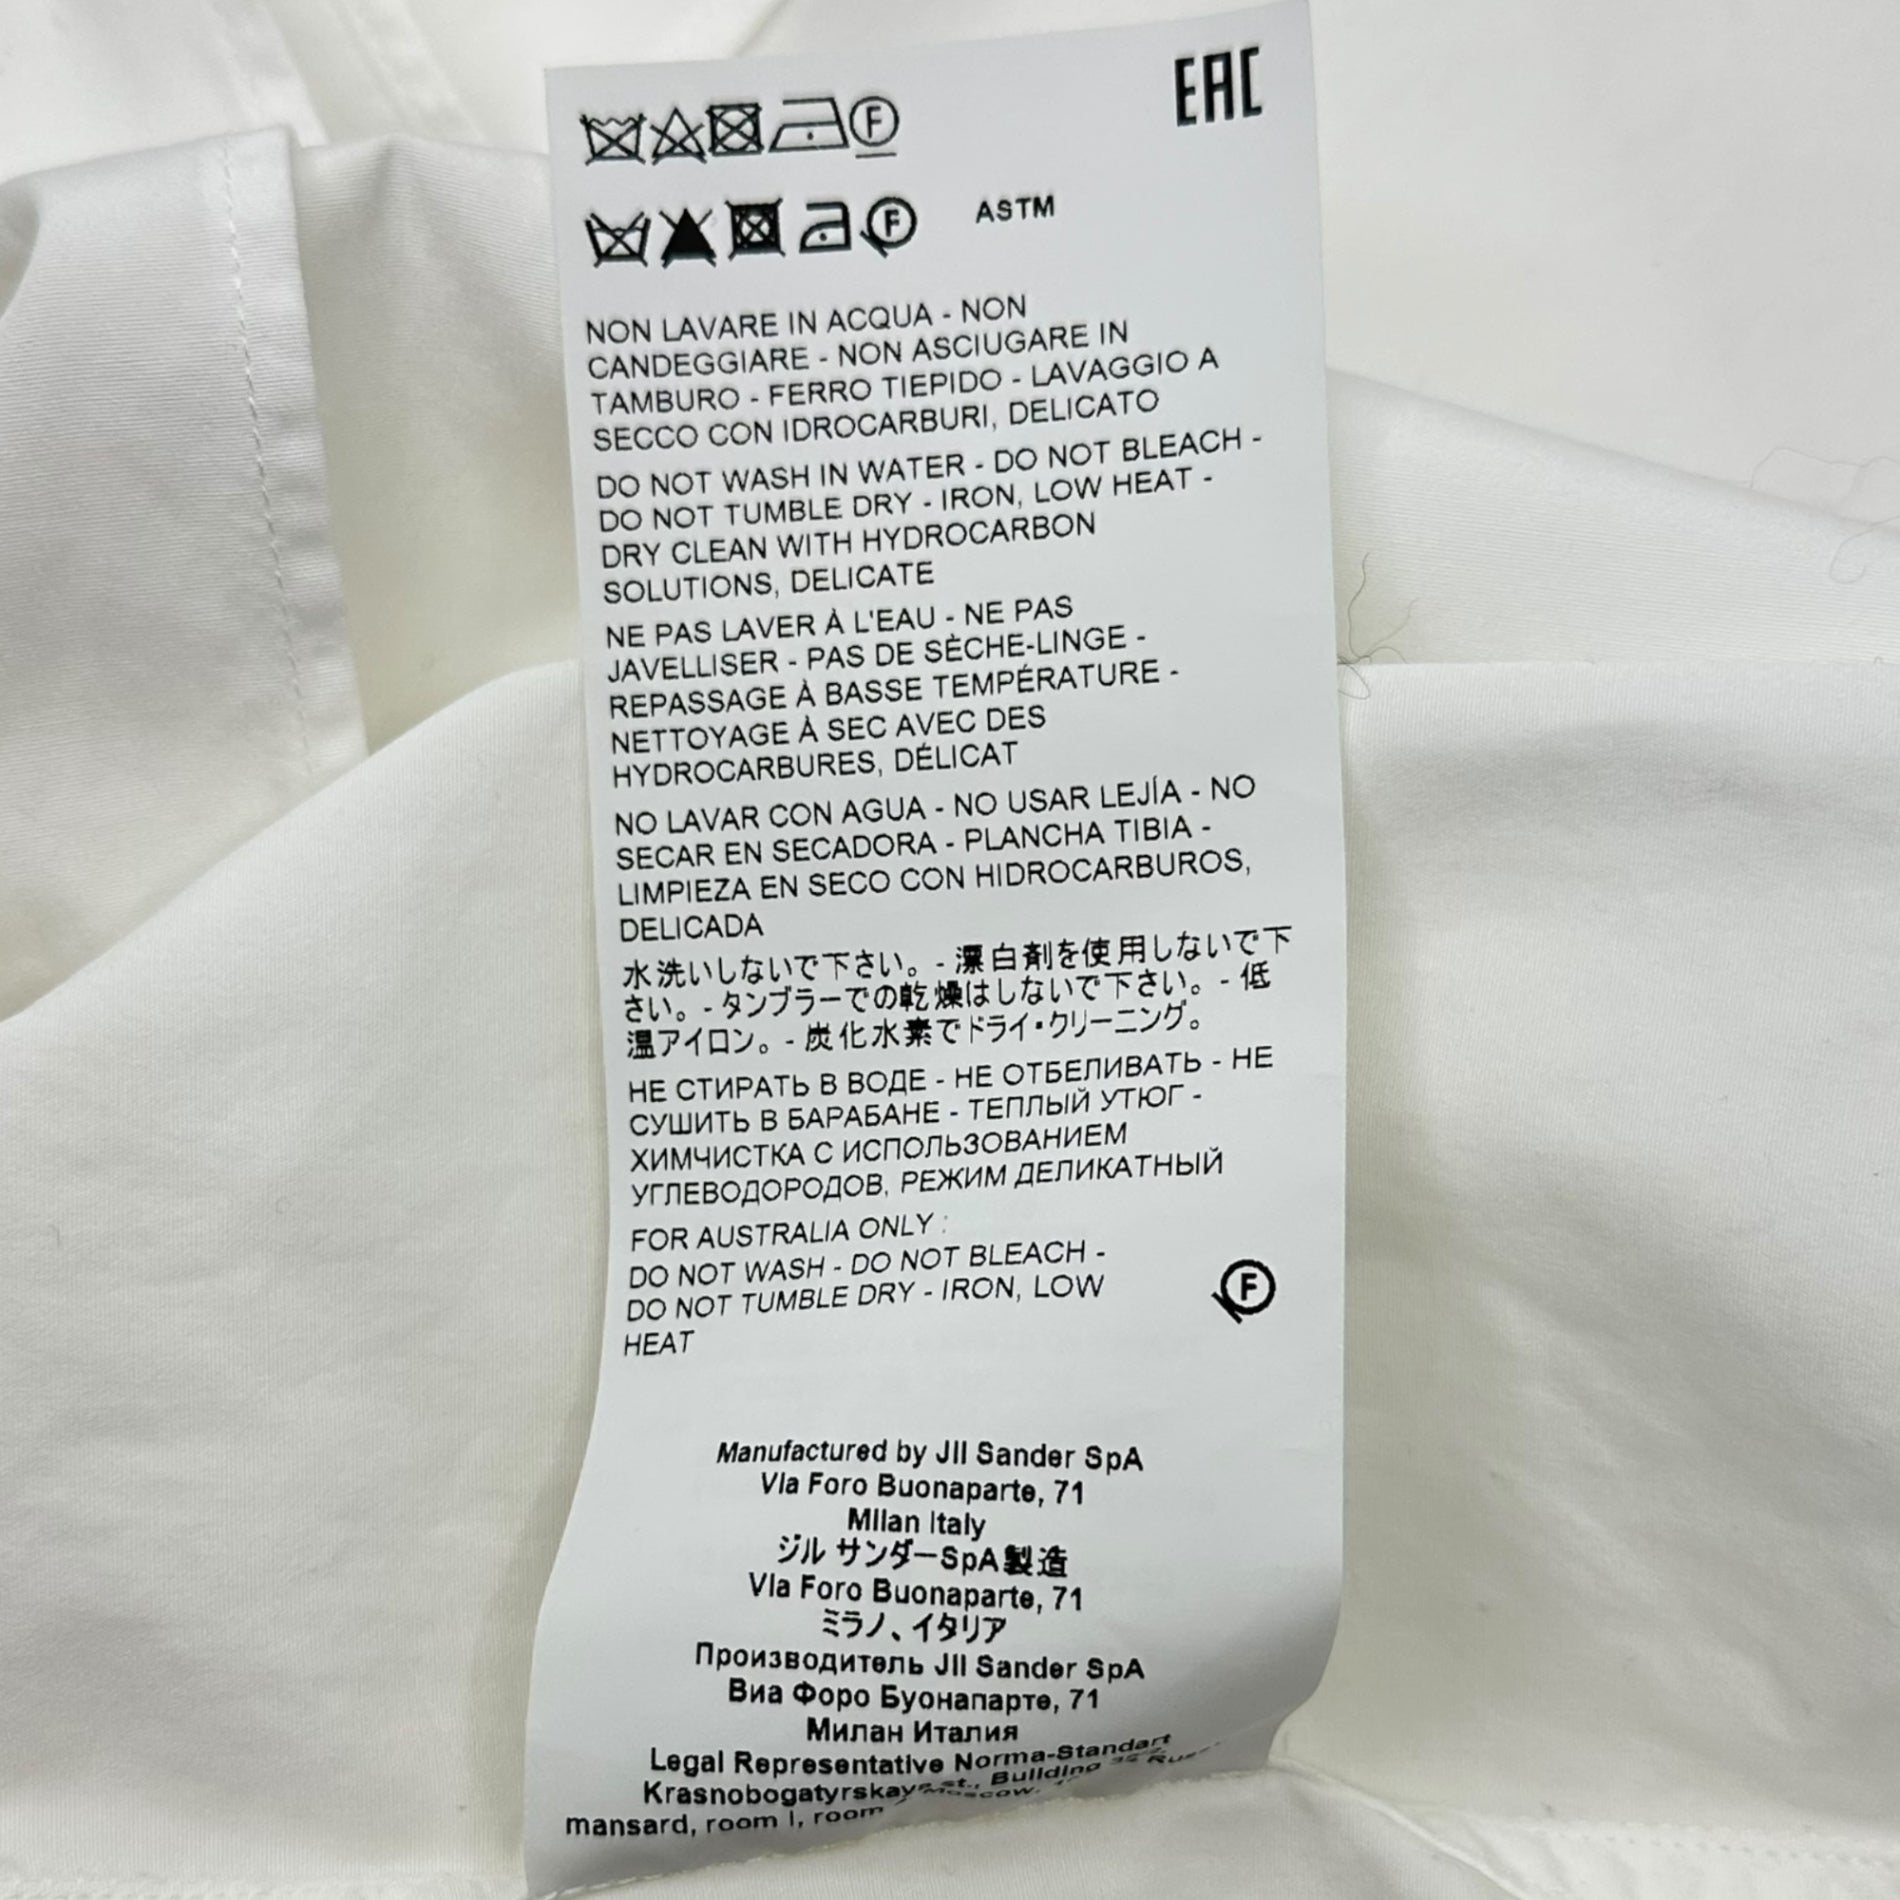 EAC
F
F
ASTM
NON LAVARE IN ACQUA - NON
CANDEGGIARE - NON ASCIUGARE IN
TAMBURO - FERRO TIEPIDO - LAVAGGIO A
SECCO CON IDROCARBURI, DELICATO
DO NOT WASH IN WATER - DO NOT BLEACH -
DO NOT TUMBLE DRY - IRON, LOW HEAT -
DRY CLEAN WITH HYDROCARBON
SOLUTIONS, DELICATE
NE PAS LAVER À L'EAU - NE PAS
JAVELLISER - PAS DE SÈCHE-LINGE -
REPASSAGE À BASSE TEMPÉRATURE -
NETTOYAGE À SEC AVEC DES
HYDROCARBURES, DÉLICAT
NO LAVAR CON AGUA - NO USAR LEJÍA - NO
SECAR EN SECADORA - PLANCHA TIBIA -
LIMPIEZA EN SECO CON HIDROCARBUROS,
DELICADA
水洗いしないで下さい。- 漂白剤を使用しないで下
さい。- タンブラーでの乾燥はしないで下さい。- 低
温アイロン。- 炭化水素でドライ・クリーニング。
НЕ СТИРАТЬ В ВОДЕ - НЕ ОТБЕЛИВАТЬ - НЕ
СУШИТЬ В БАРАБАНЕ - ТЕПЛЫЙ УТЮГ -
ХИМЧИСТКА С ИСПОЛЬЗОВАНИЕМ
УГЛЕВОДОРОДОВ, РЕЖИМ ДЕЛИКАТНЫЙ
FOR AUSTRALIA ONLY :
DO NOT WASH - DO NOT BLEACH -
DO NOT TUMBLE DRY - IRON, LOW
HEAT
F
Manufactured by Jil Sander SpA
Via Foro Buonaparte, 71
Milan Italy
ジル サンダーSpA製造
Via Foro Buonaparte, 71
ミラノ、イタリア
Производитель Jil Sander SpA
Виа Форо Буонапарте, 71
Милан Италия
Legal Representative Norma-Standart
Krasnobogatyrskaya st., Building
mansard, room I, room Moscow,